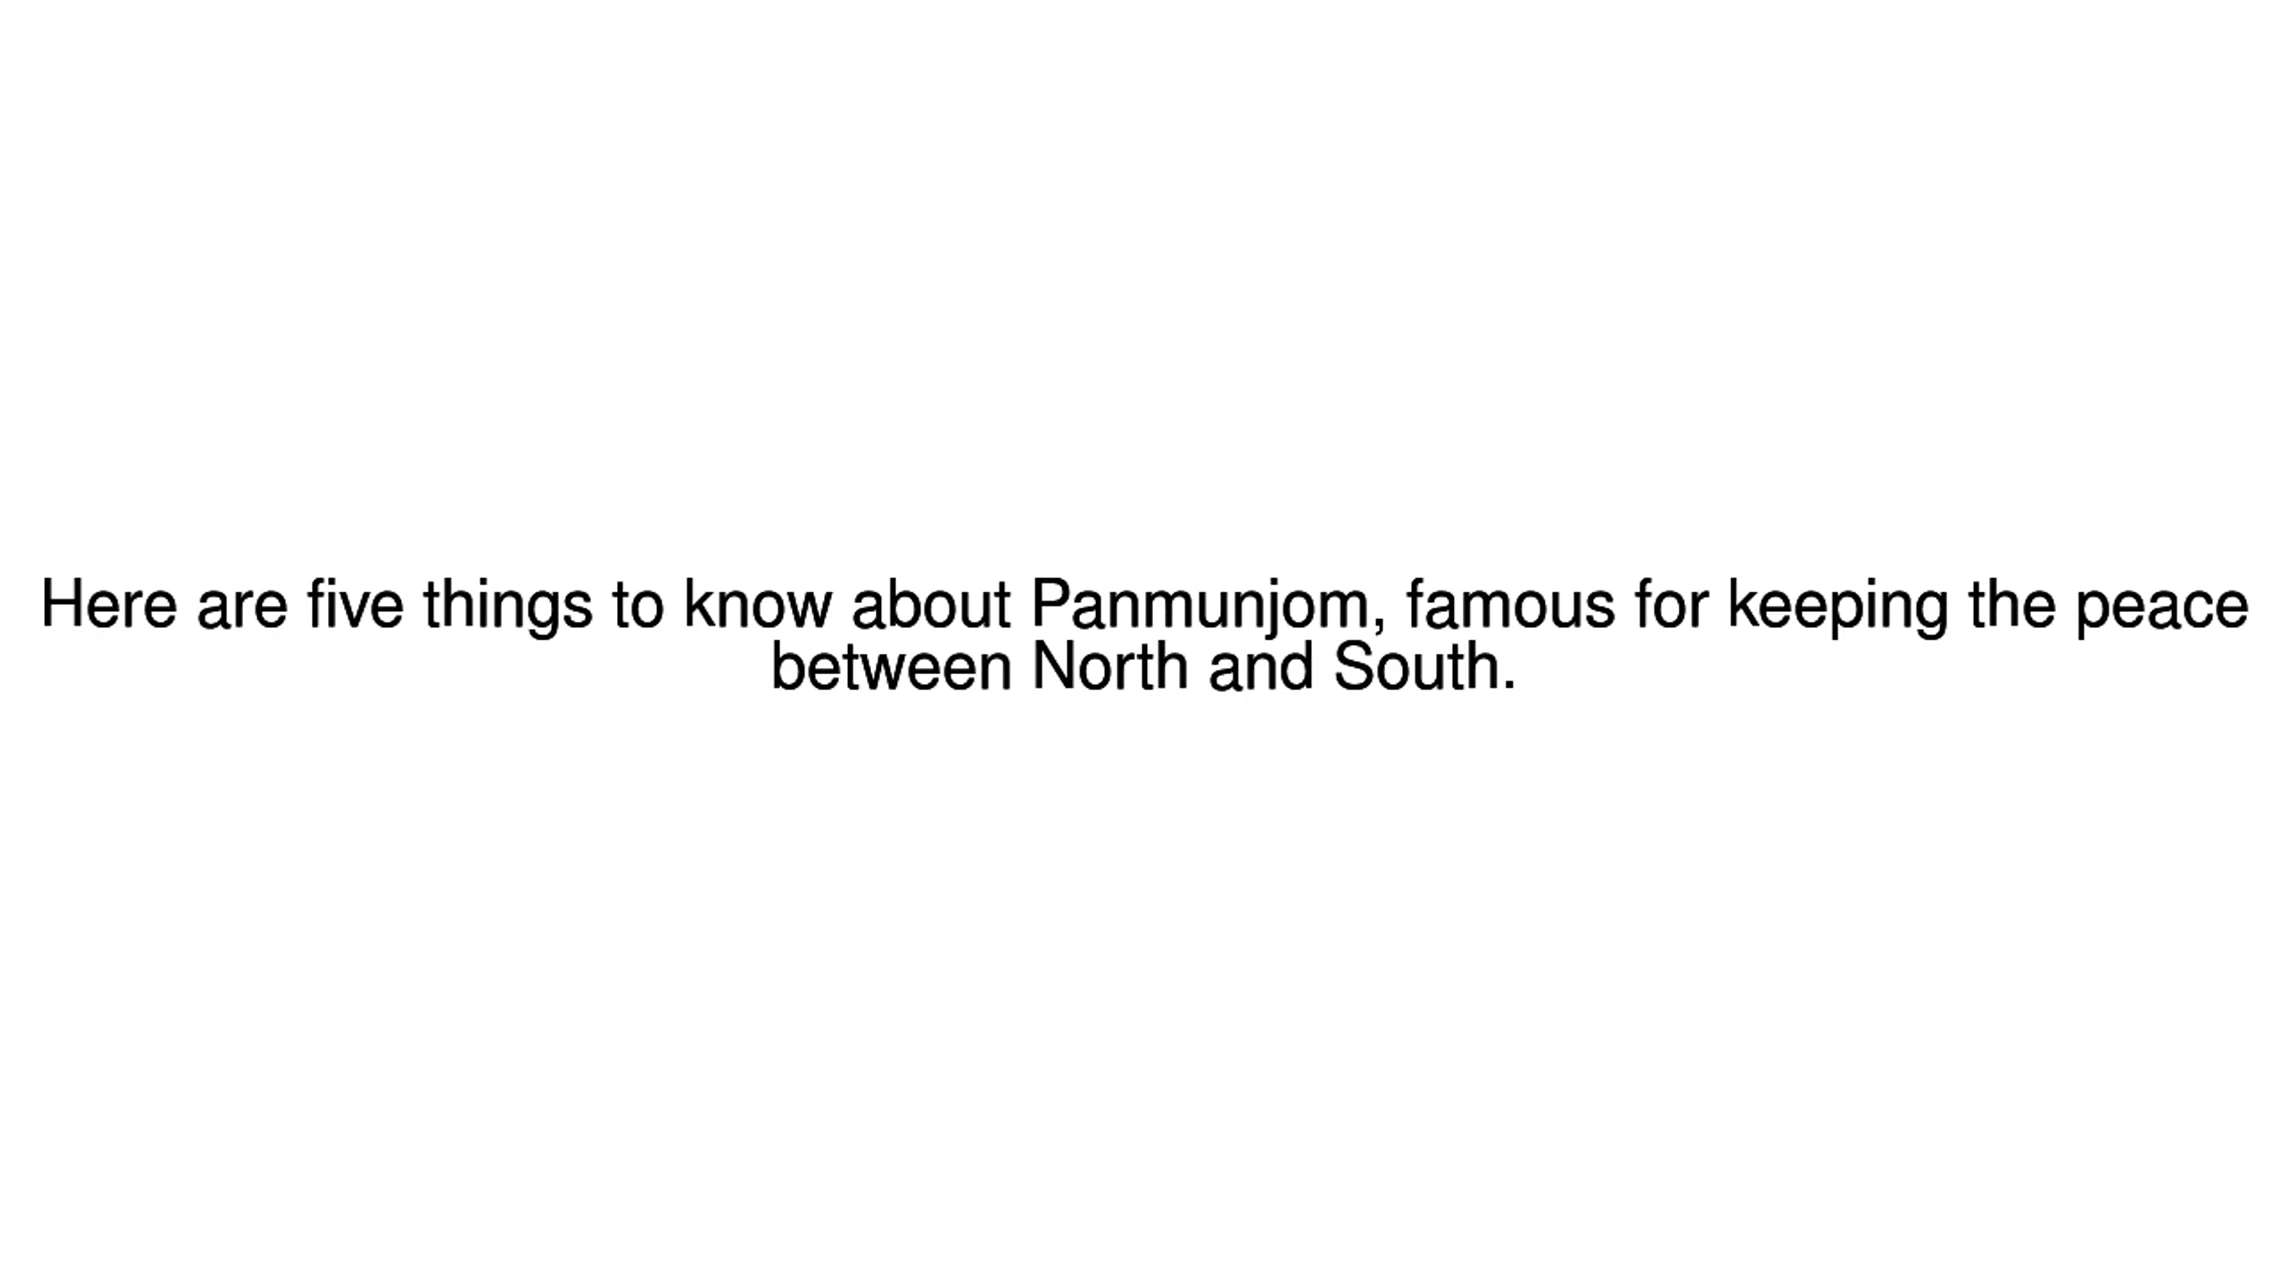 Here are five things to know about Panmunjom, famous for keeping the peace
between North and South.